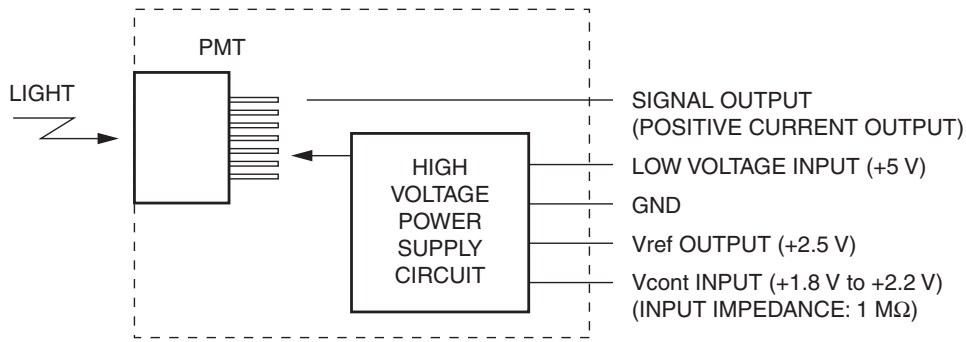 PMT
LIGHT
SIGNAL OUTPUT
(POSITIVE CURRENT OUTPUT)
HIGH
VOLTAGE
POWER
SUPPLY
CIRCUIT
LOW VOLTAGE INPUT (+5 V)
GND
Vref OUTPUT (+2.5 V)
Vcont INPUT (+1.8 V to +2.2 V)
(INPUT IMPEDANCE: 1 MΩ)